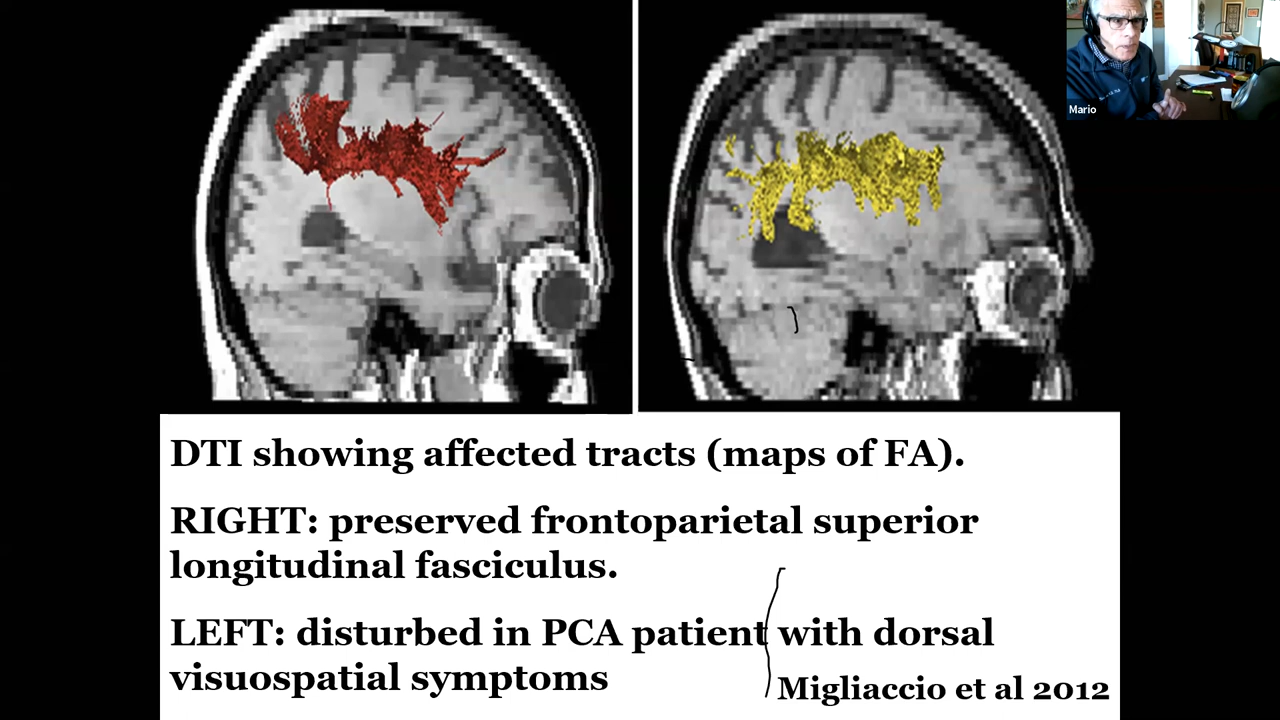 Mario
DTI showing affected tracts (maps of FA).
RIGHT: preserved frontoparietal superior
longitudinal fasciculus.
LEFT: disturbed in PCA patient with dorsal
visuospatial symptoms
Migliaccio et al 2012